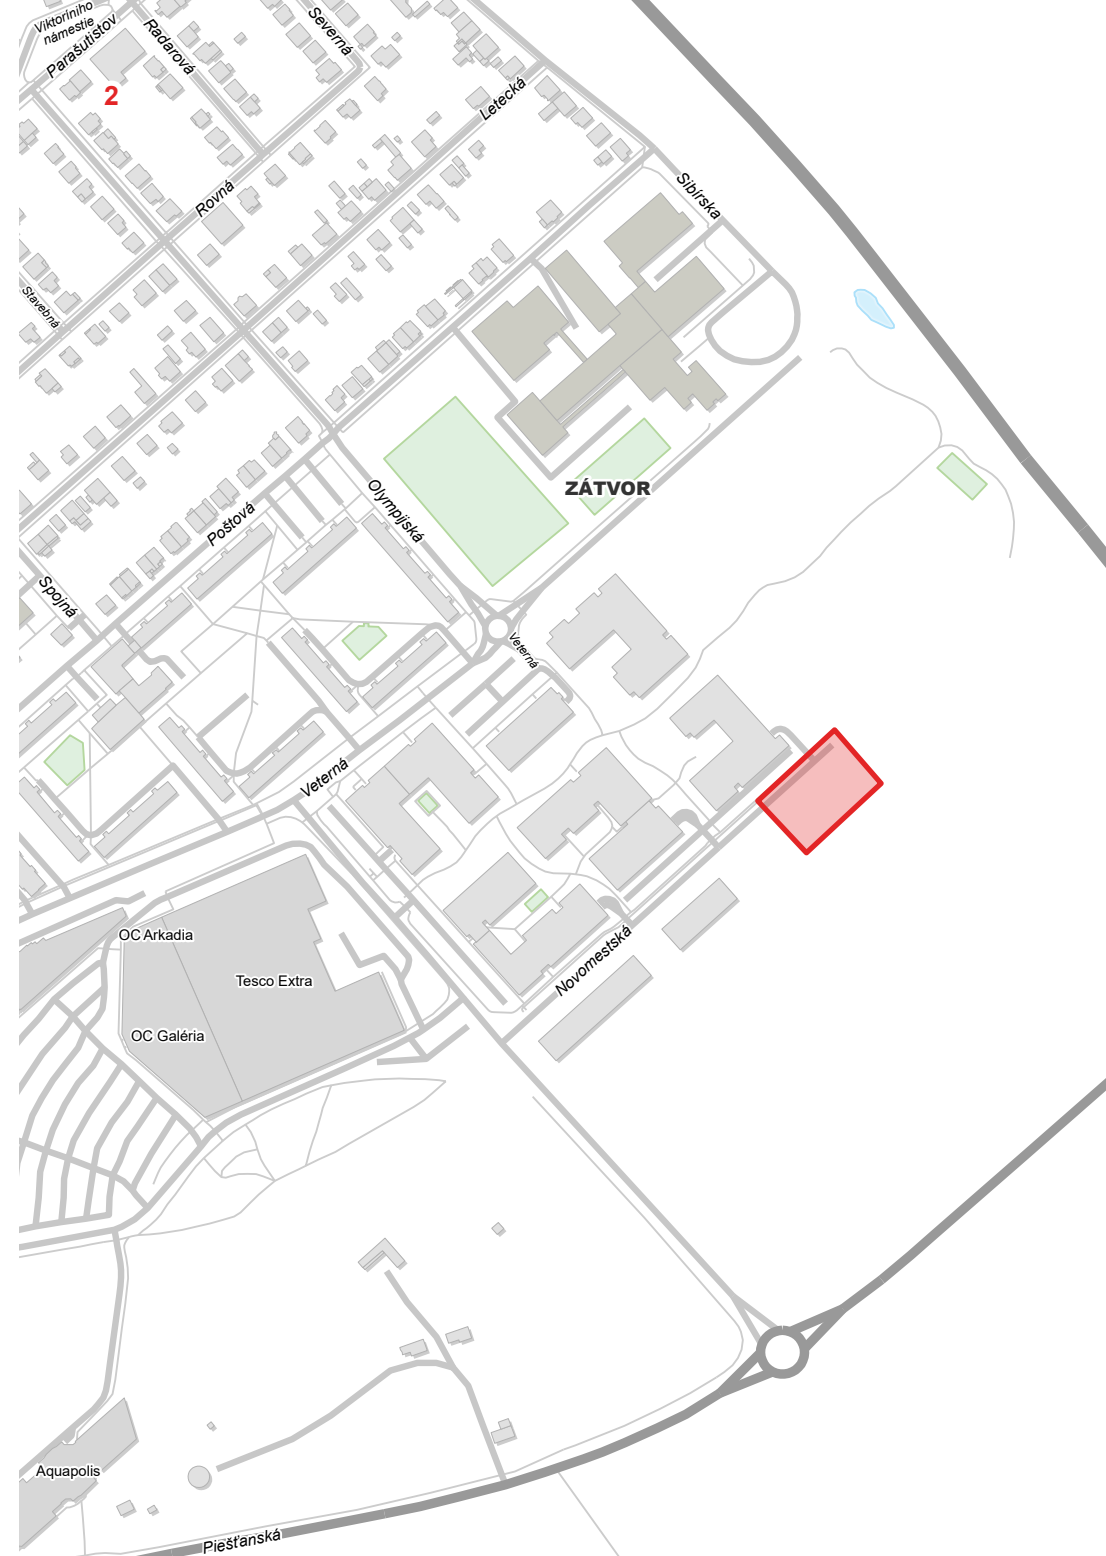 Viktoríniho
námestie
Parašutistov
Radarová
Severná
2
Letecká
Rovná
Sibírska
Stavebná
ZÁTVOR
Olympijská
Poštová
Spojná
Veterná
Veterná
OC Arkadia
Tesco Extra
Novomestská
OC Galéria
Aquapolis
Piešťanská